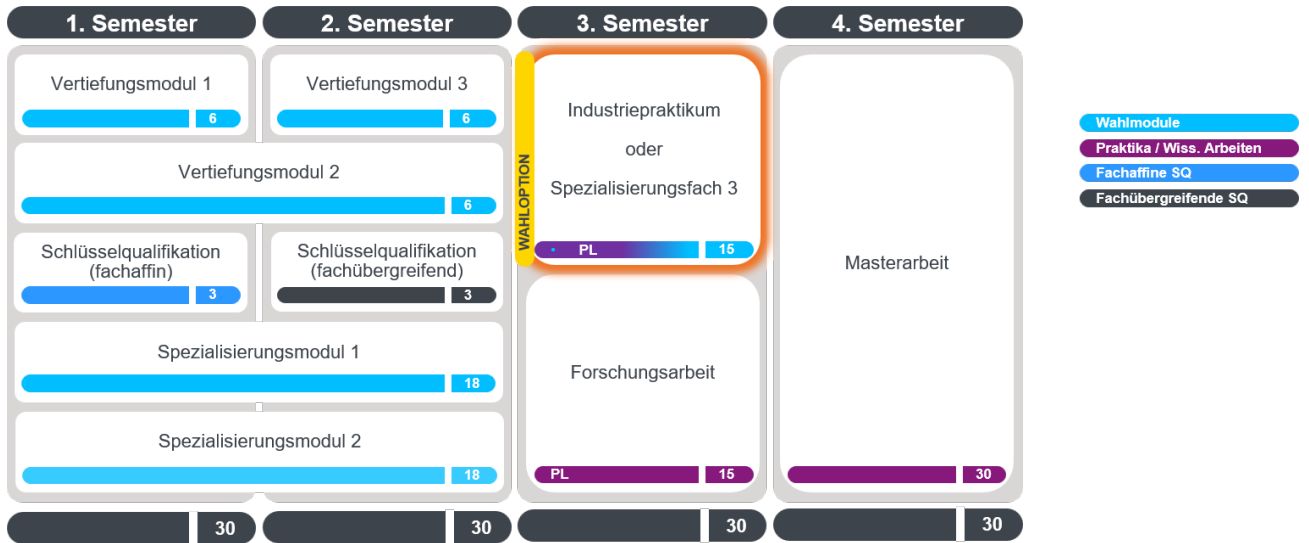 1. Semester
2. Semester
3. Semester
4. Semester
Vertiefungsmodul 1
6
Vertiefungsmodul 3
6
Vertiefungsmodul 2
6
Schlüsselqualifikation
(fachaffin)
3
Schlüsselqualifikation
(fachübergreifend)
3
Spezialisierungsmodul 1
18
Spezialisierungsmodul 2
18
WAHLOPTION
Industriepraktikum
oder
Spezialisierungsfach 3
PL 15
Forschungsarbeit
PL 15
Masterarbeit
30
30
30
30
30
Wahlmodule
Praktika / Wiss. Arbeiten
Fachaffine SQ
Fachübergreifende SQ